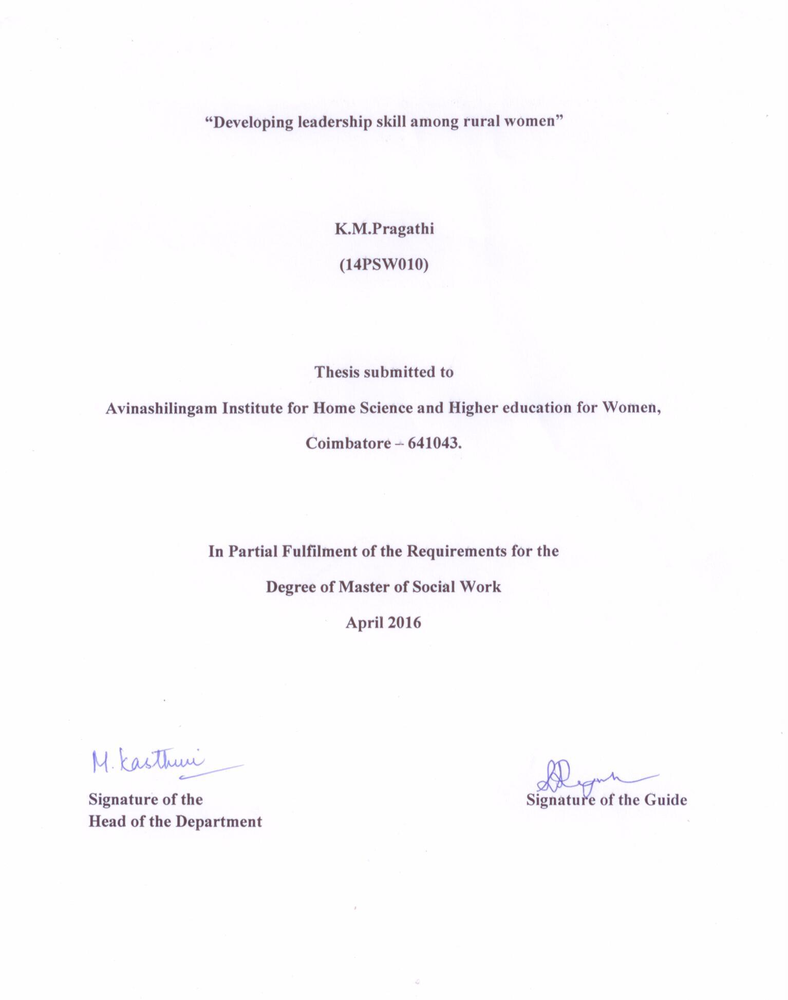 “Developing leadership skill among rural women”
K.M.Pragathi
(14PSW010)
Thesis submitted to
Avinashilingam Institute for Home Science and Higher education for Women,
Coimbatore – 641043.
In Partial Fulfilment of the Requirements for the
Degree of Master of Social Work
April 2016
M. Kasthuri
Signature of the
Head of the Department
Signature of the Guide